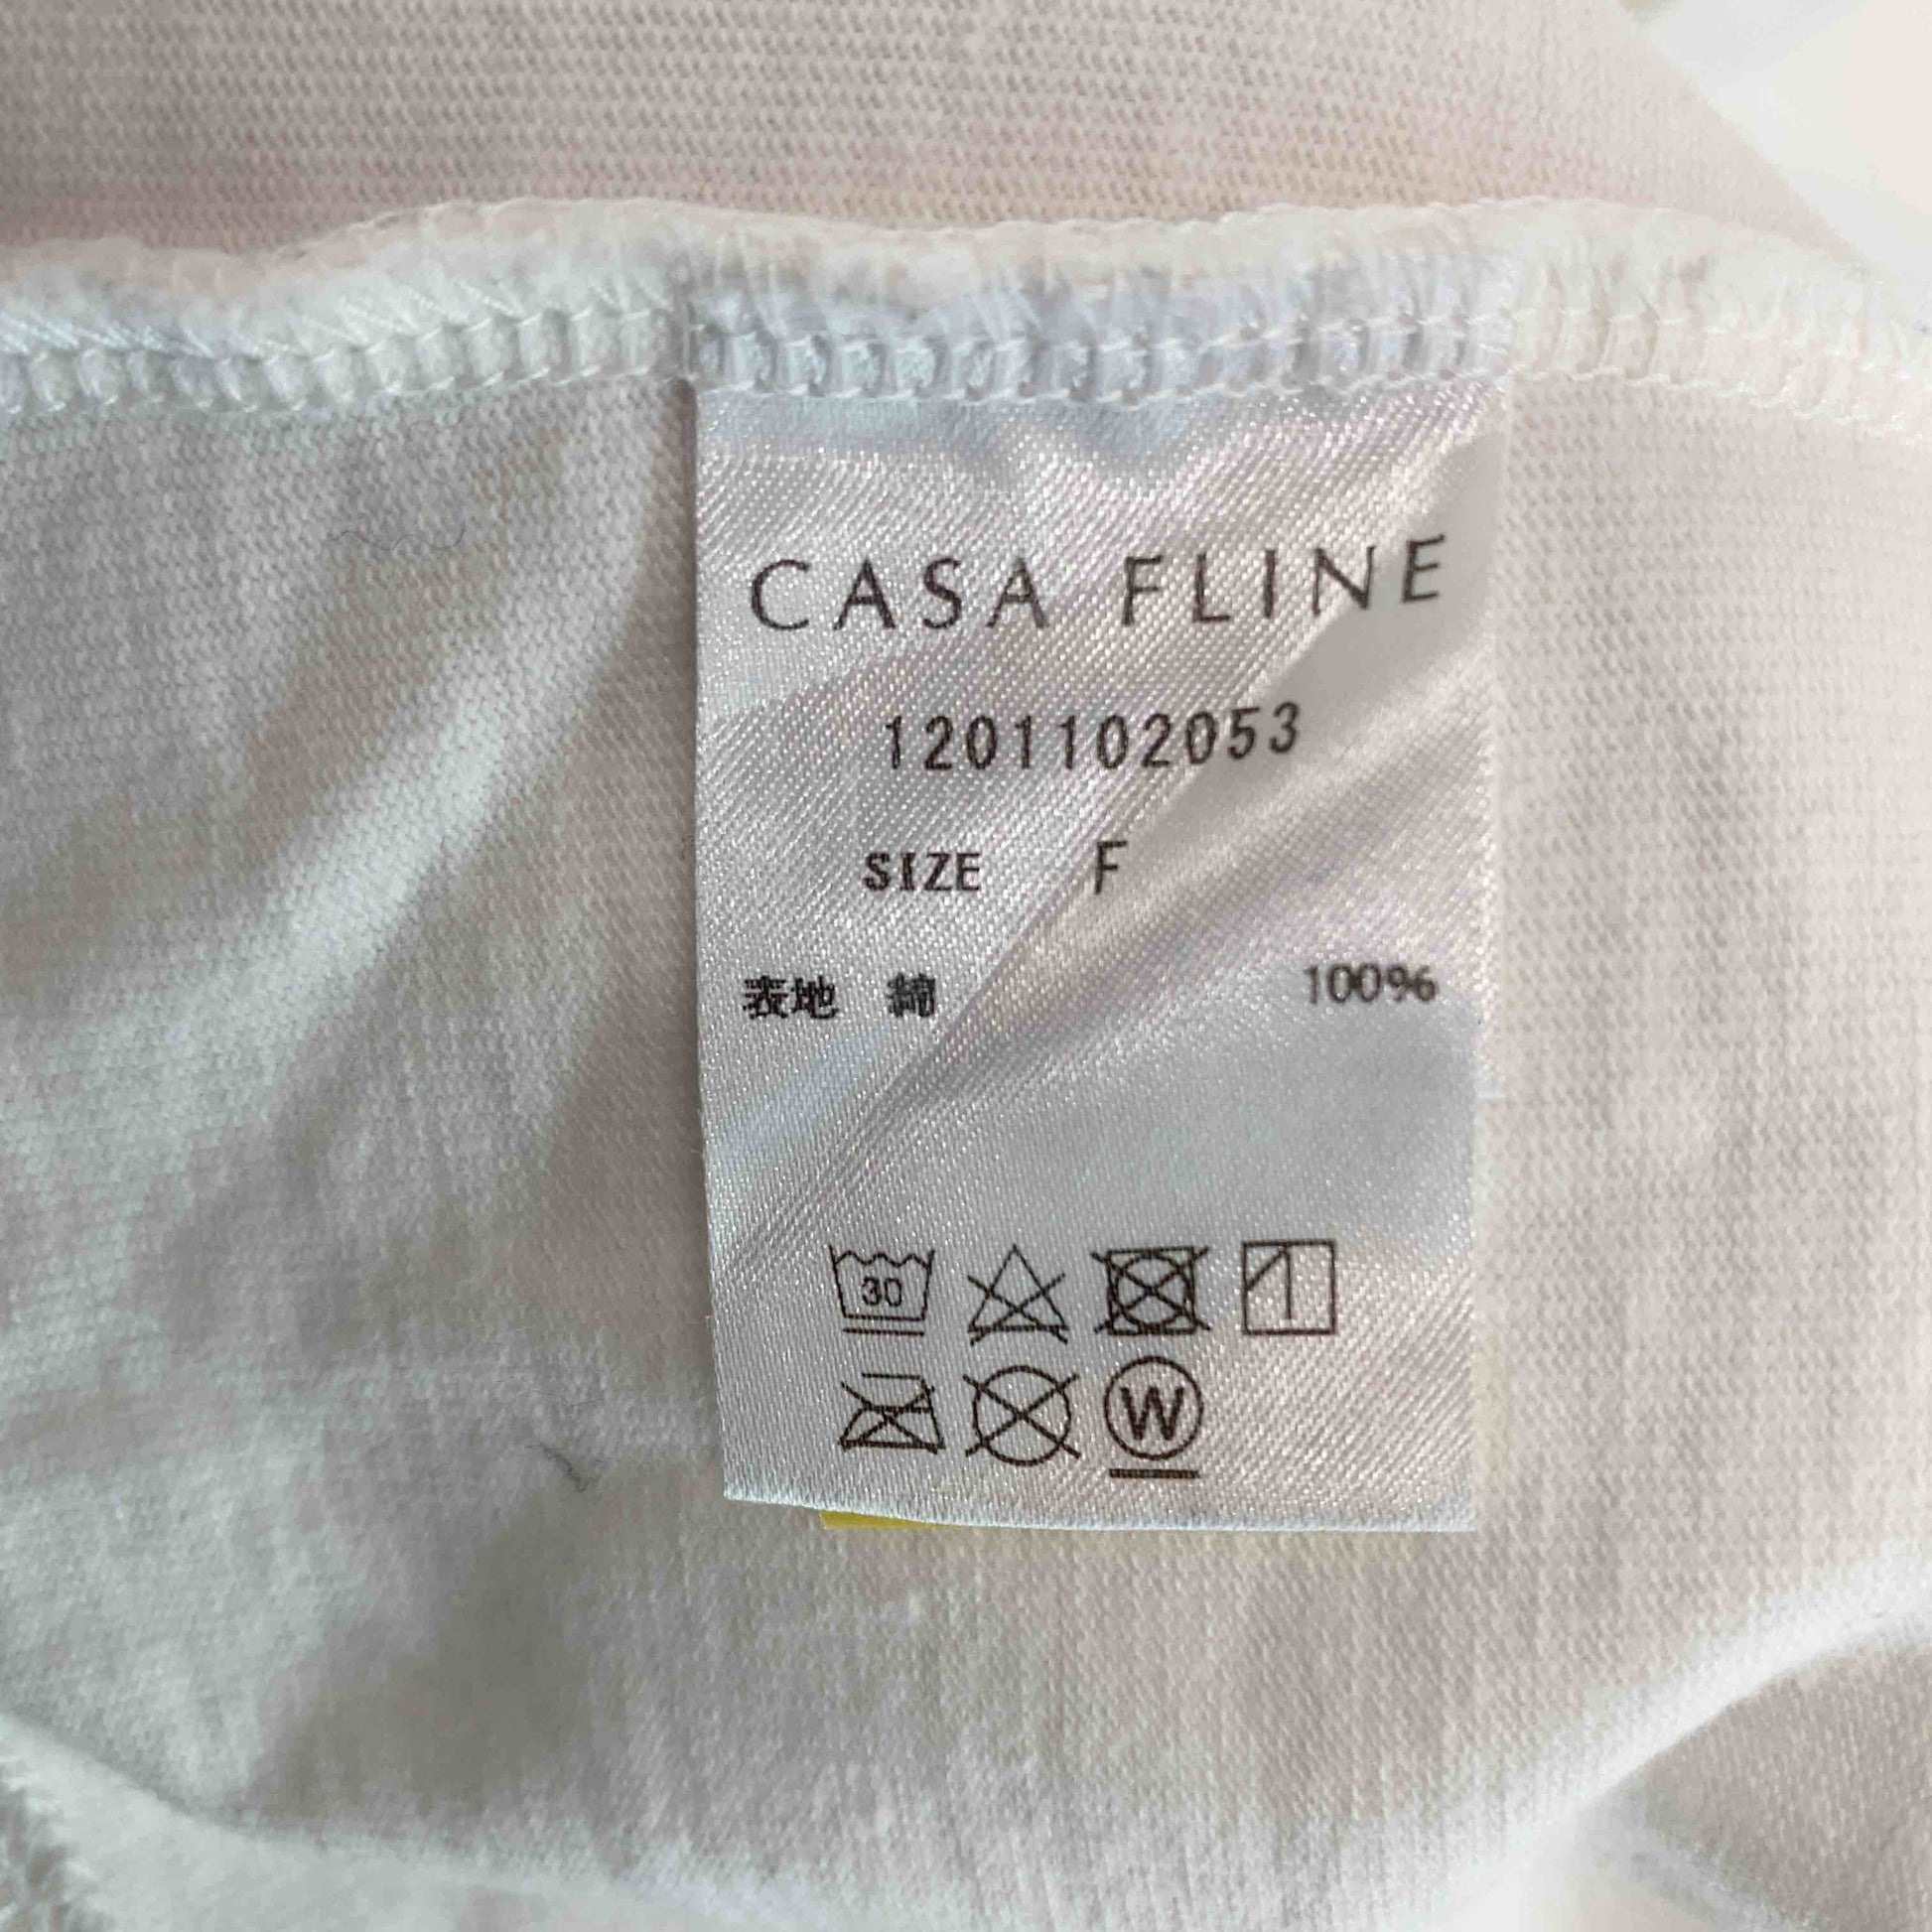 CASA FLINE
1201102053
SIZE F
表地 綿 100%
30
W